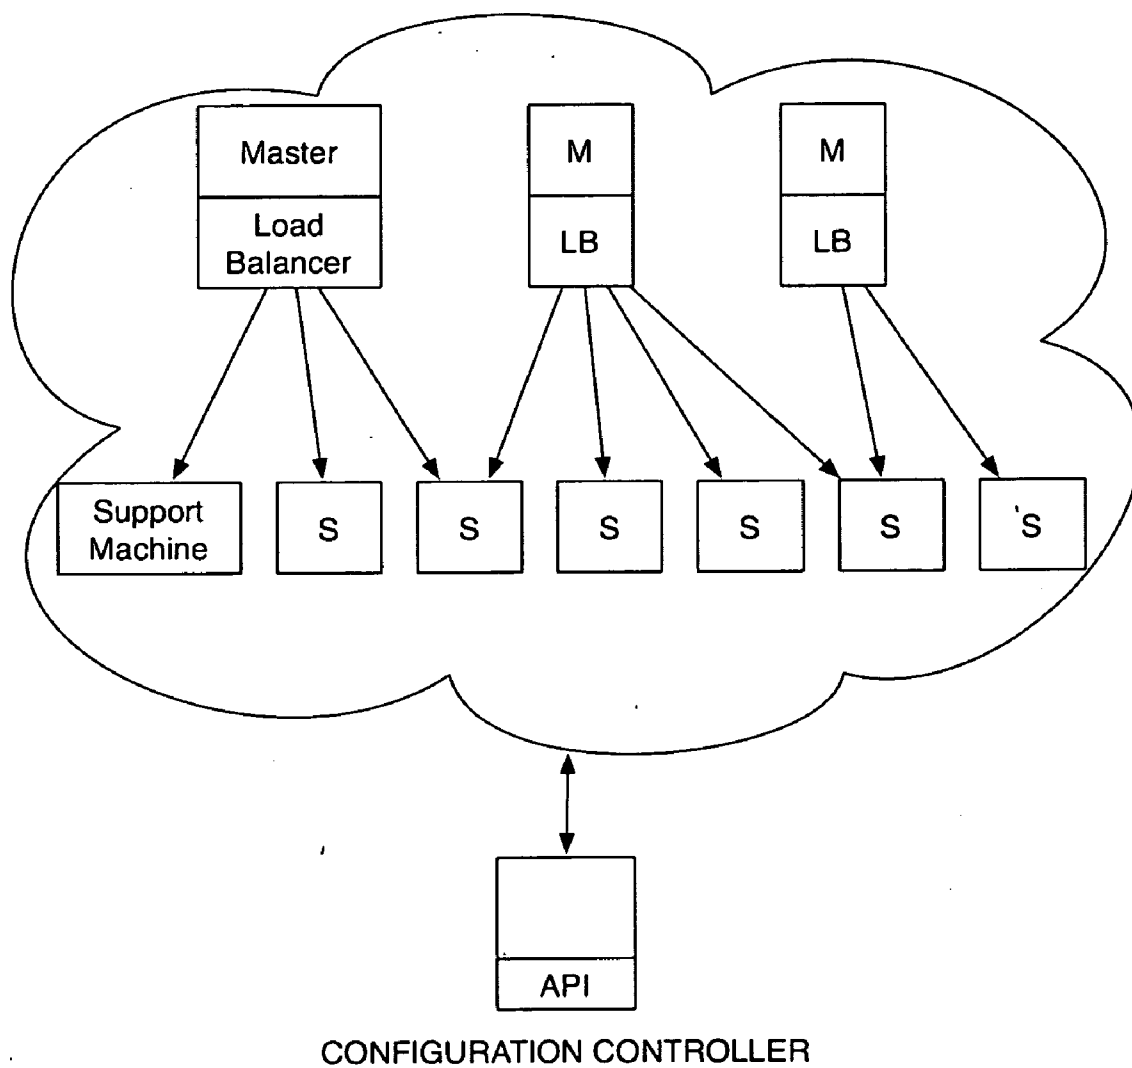 Master
Load
Balancer
M
LB
M
LB
Support
Machine
S
S
S
S
S
S
API
CONFIGURATION CONTROLLER